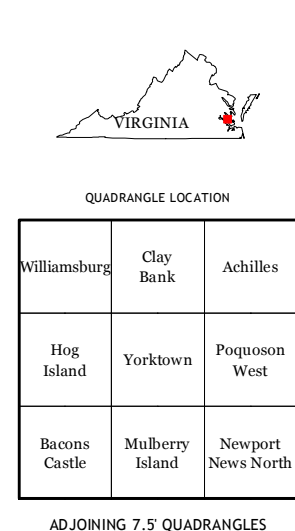 VIRGINIA
QUADRANGLE LOCATION
Williamsburg
Clay
Bank
Achilles
Hog
Island
Yorktown
Poquoson
West
Bacons
Castle
Mulberry
Island
Newport
News North
ADJOINING 7.5' QUADRANGLES